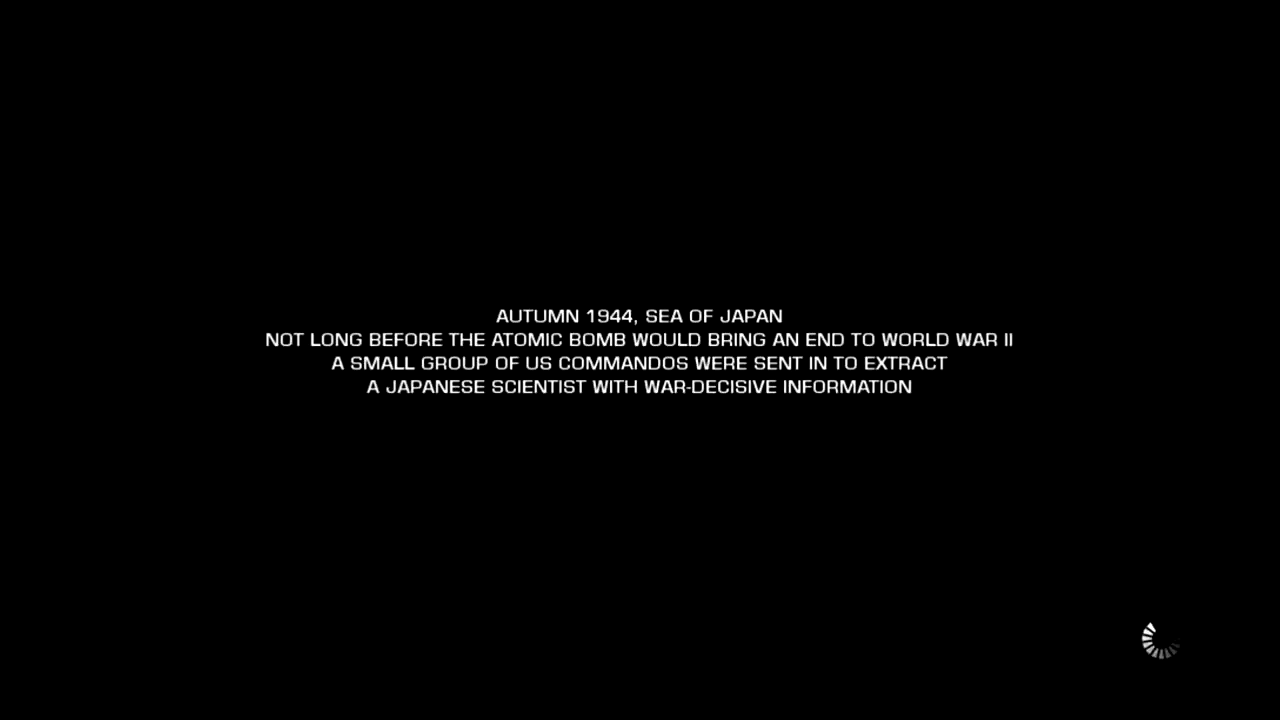 AUTUMN 1944, SEA OF JAPAN
NOT LONG BEFORE THE ATOMIC BOMB WOULD BRING AN END TO WORLD WAR II
A SMALL GROUP OF US COMMANDOS WERE SENT IN TO EXTRACT
A JAPANESE SCIENTIST WITH WAR-DECISIVE INFORMATION